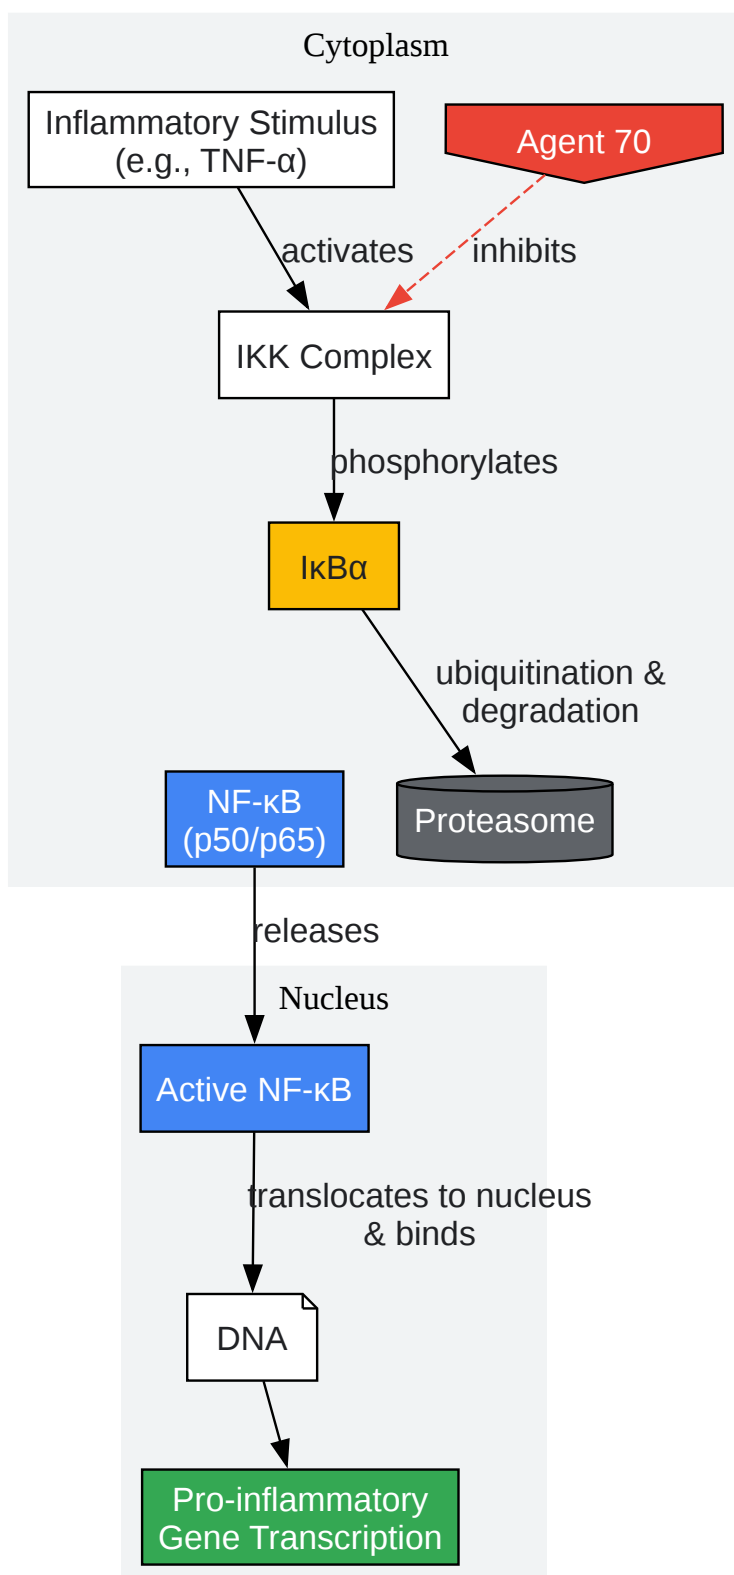 Cytoplasm
Inflammatory Stimulus
(e.g., TNF-α)
Agent 70
activates
inhibits
IKK Complex
phosphorylates
IκBα
ubiquitination &
degradation
NF-κB
(p50/p65)
Proteasome
releases
Nucleus
Active NF-κB
translocates to nucleus
& binds
DNA
Pro-inflammatory
Gene Transcription